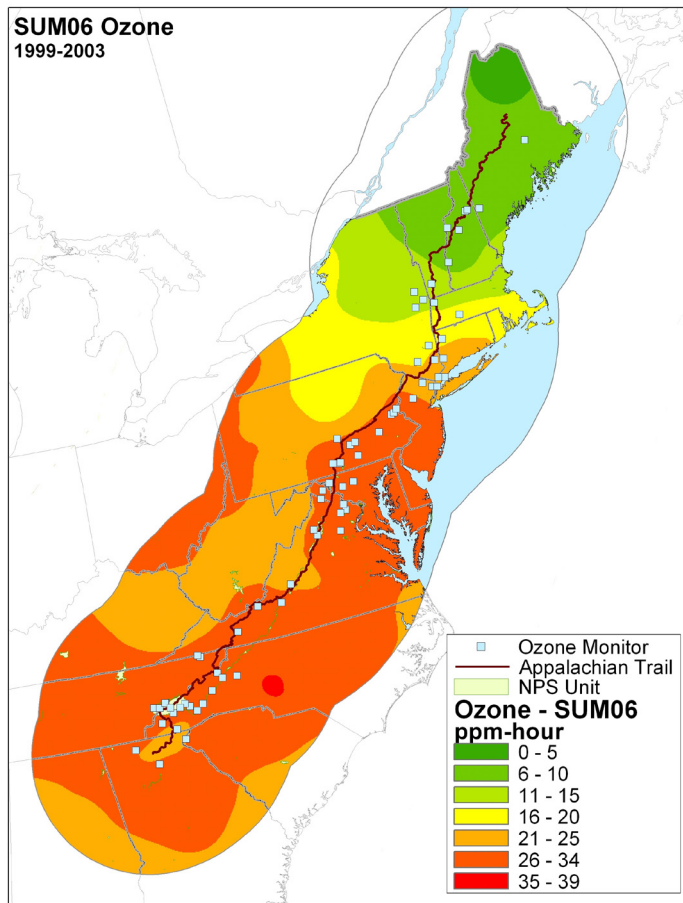 SUM06 Ozone
1999-2003
Ozone Monitor
Appalachian Trail
NPS Unit
Ozone - SUM06
ppm-hour
0 - 5
6 - 10
11 - 15
16 - 20
21 - 25
26 - 34
35 - 39